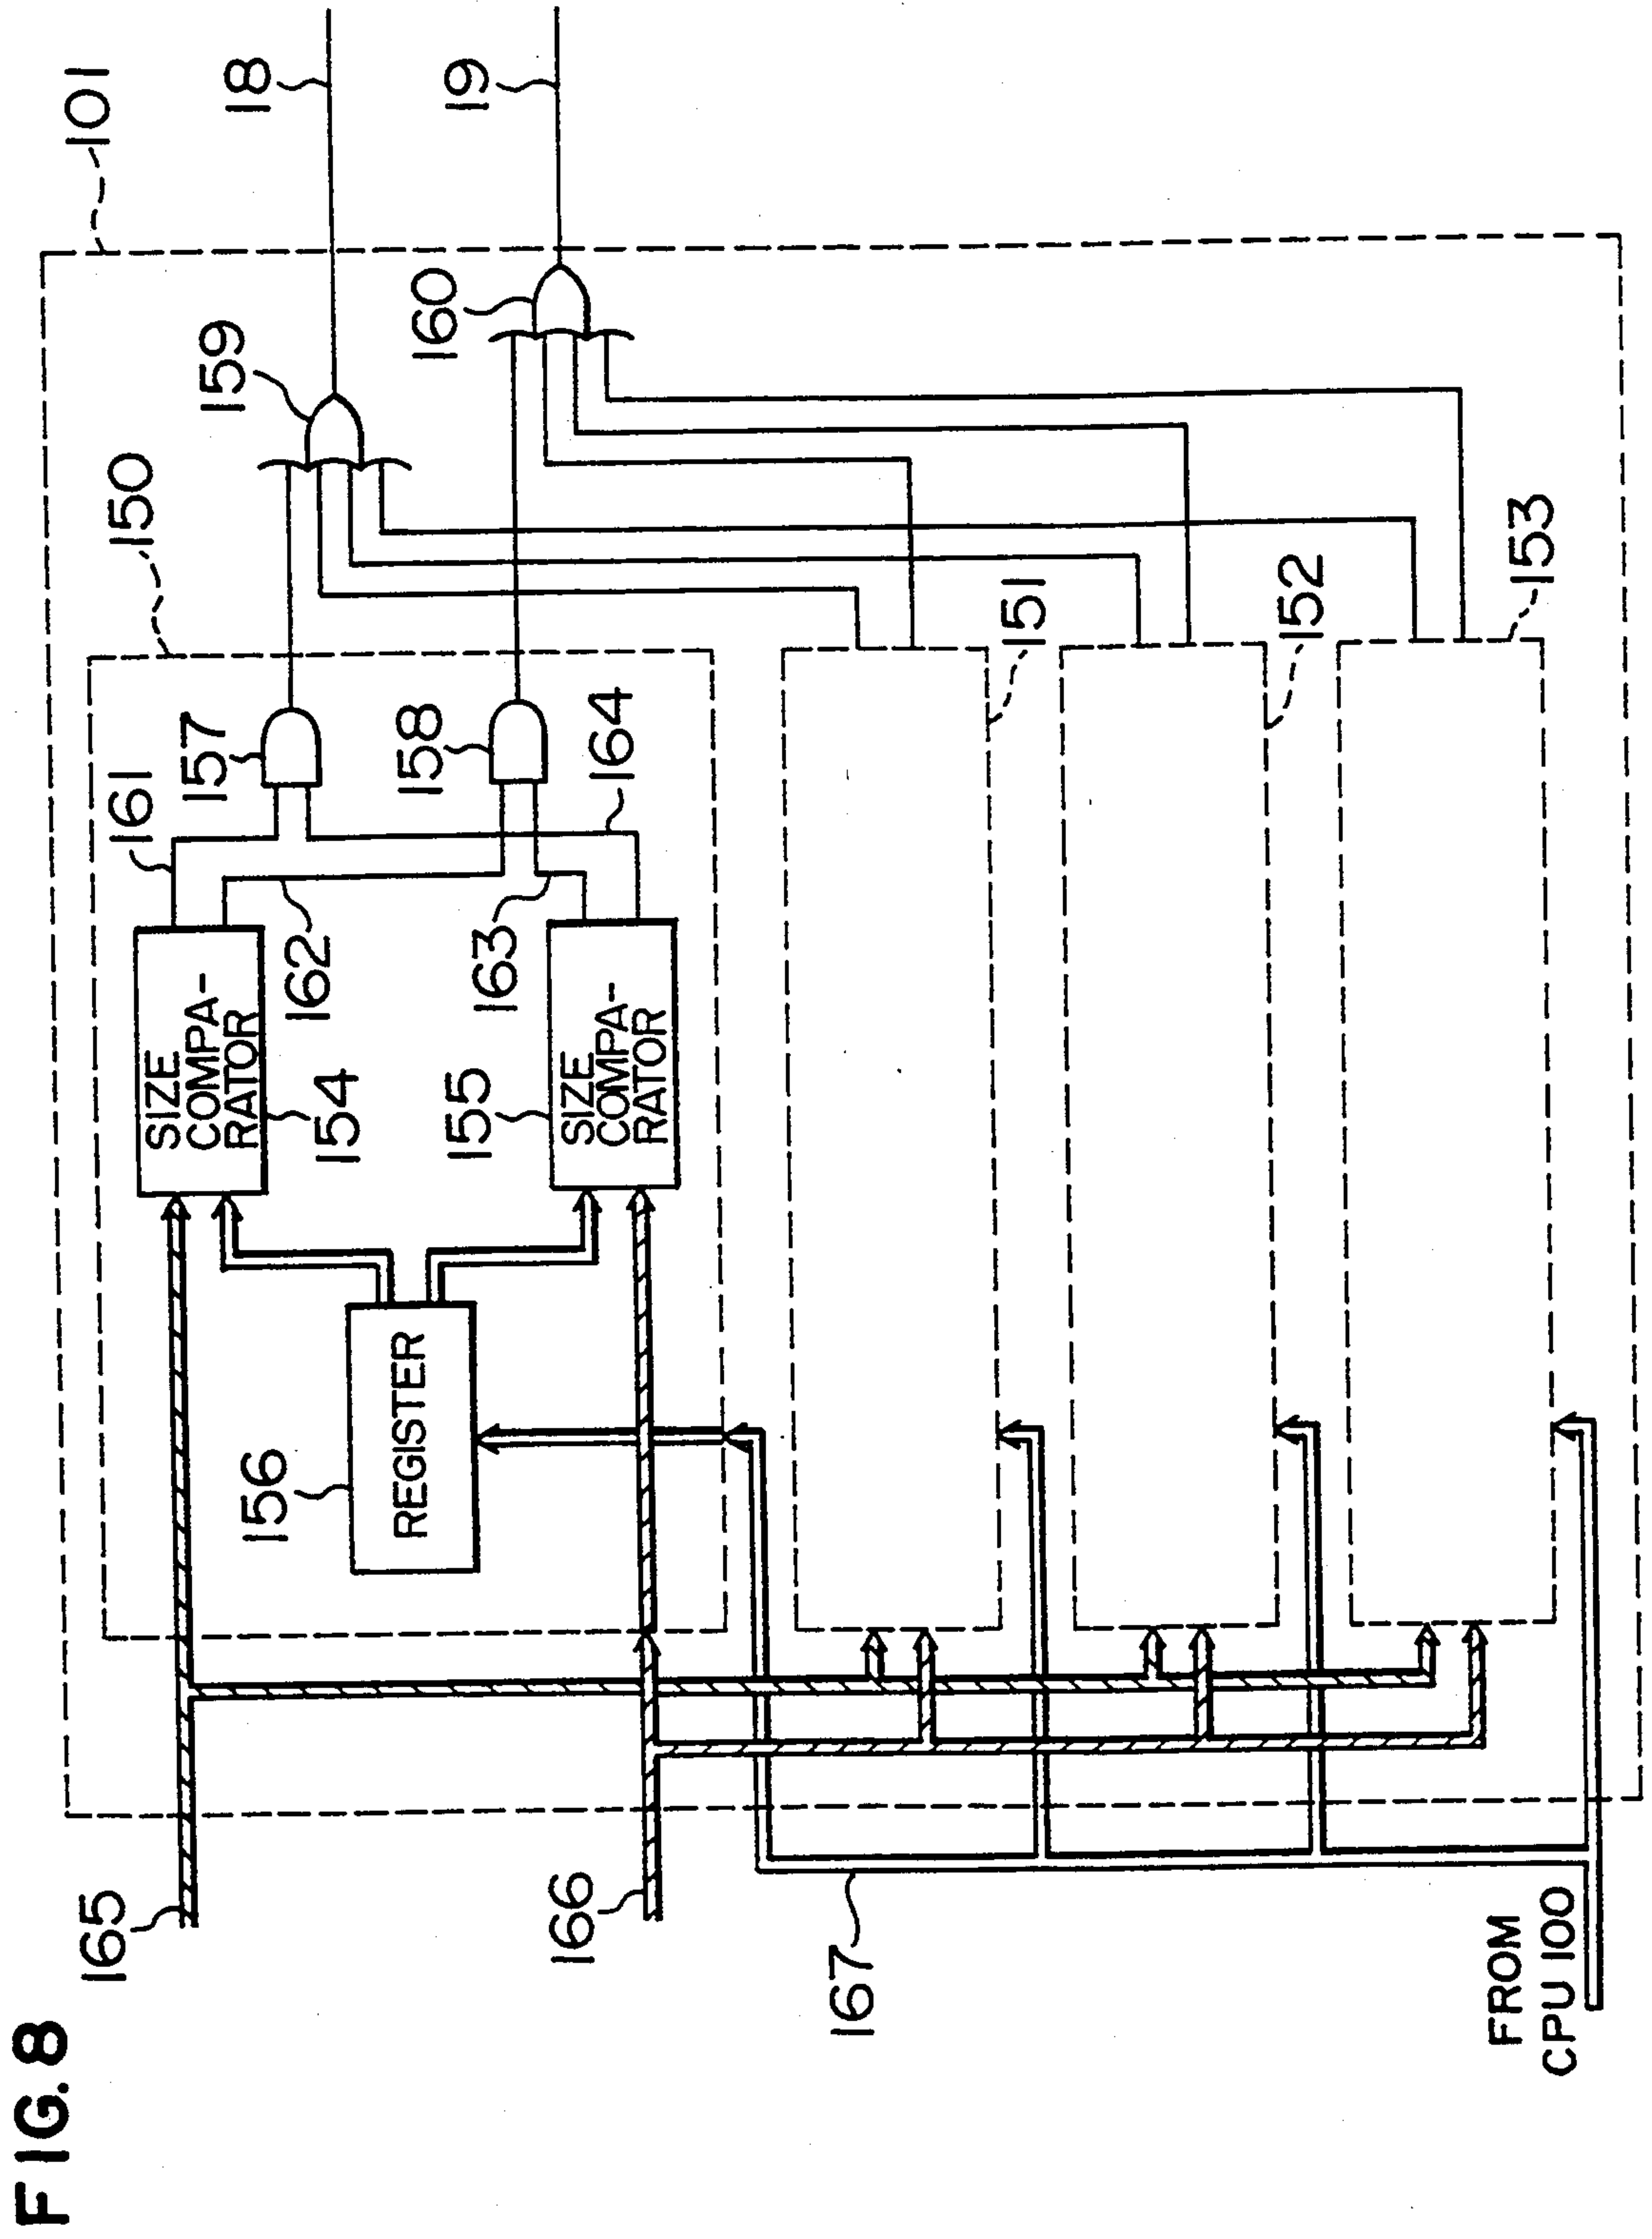 FIG. 8
101
18
19
159
160
150
161
157
158
164
162
163
SIZE
COMPA-
RATOR
154
155
SIZE
COMPA-
RATOR
156
REGISTER
151
152
153
165
166
167
FROM
CPU 100